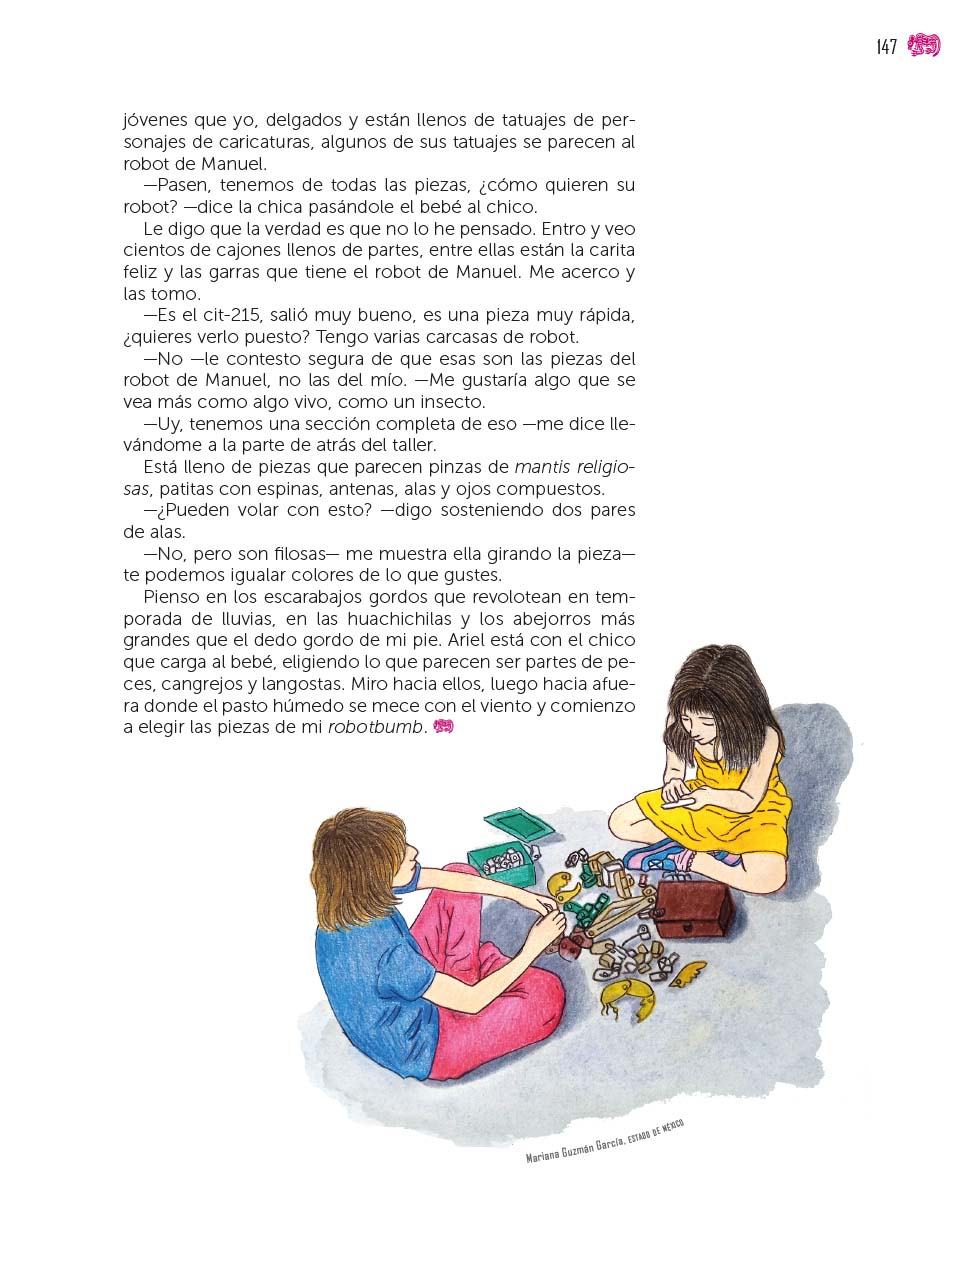 147
jóvenes que yo, delgados y están llenos de tatuajes de per-
sonajes de caricaturas, algunos de sus tatuajes se parecen al
robot de Manuel.
—Pasen, tenemos de todas las piezas, ¿cómo quieren su
robot? —dice la chica pasándole el bebé al chico.
Le digo que la verdad es que no lo he pensado. Entro y veo
cientos de cajones llenos de partes, entre ellas están la carita
feliz y las garras que tiene el robot de Manuel. Me acerco y
las tomo.
—Es el cit-215, salió muy bueno, es una pieza muy rápida,
¿quieres verlo puesto? Tengo varias carcasas de robot.
—No —le contesto segura de que esas son las piezas del
robot de Manuel, no las del mío. —Me gustaría algo que se
vea más como algo vivo, como un insecto.
—Uy, tenemos una sección completa de eso —me dice lle-
vándome a la parte de atrás del taller.
Está lleno de piezas que parecen pinzas de mantis religio-
sas, patitas con espinas, antenas, alas y ojos compuestos.
—¿Pueden volar con esto? —digo sosteniendo dos pares
de alas.
—No, pero son filosas— me muestra ella girando la pieza—
te podemos igualar colores de lo que gustes.
Pienso en los escarabajos gordos que revolotean en tem-
porada de lluvias, en las huachichilas y los abejorros más
grandes que el dedo gordo de mi pie. Ariel está con el chico
que carga al bebé, eligiendo lo que parecen ser partes de pe-
ces, cangrejos y langostas. Miro hacia ellos, luego hacia afue-
ra donde el pasto húmedo se mece con el viento y comienzo
a elegir las piezas de mi robotbumb.
Mariana Guzmán García, ESTADO DE MÉXICO